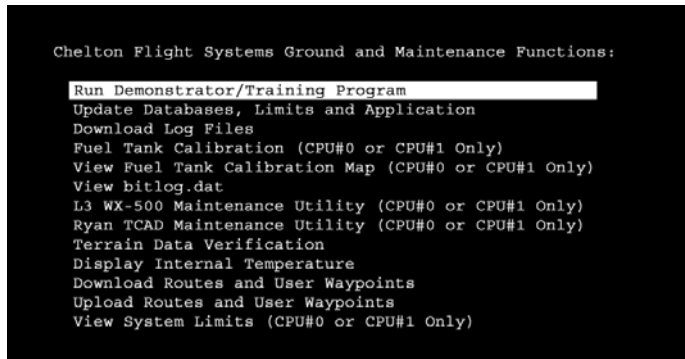 Chelton Flight Systems Ground and Maintenance Functions:
Run Demonstrator/Training Program
Update Databases, Limits and Application
Download Log Files
Fuel Tank Calibration (CPU#0 or CPU#1 Only)
View Fuel Tank Calibration Map (CPU#0 or CPU#1 Only)
View bitlog.dat
L3 WX-500 Maintenance Utility (CPU#0 or CPU#1 Only)
Ryan TCAD Maintenance Utility (CPU#0 or CPU#1 Only)
Terrain Data Verification
Display Internal Temperature
Download Routes and User Waypoints
Upload Routes and User Waypoints
View System Limits (CPU#0 or CPU#1 Only)